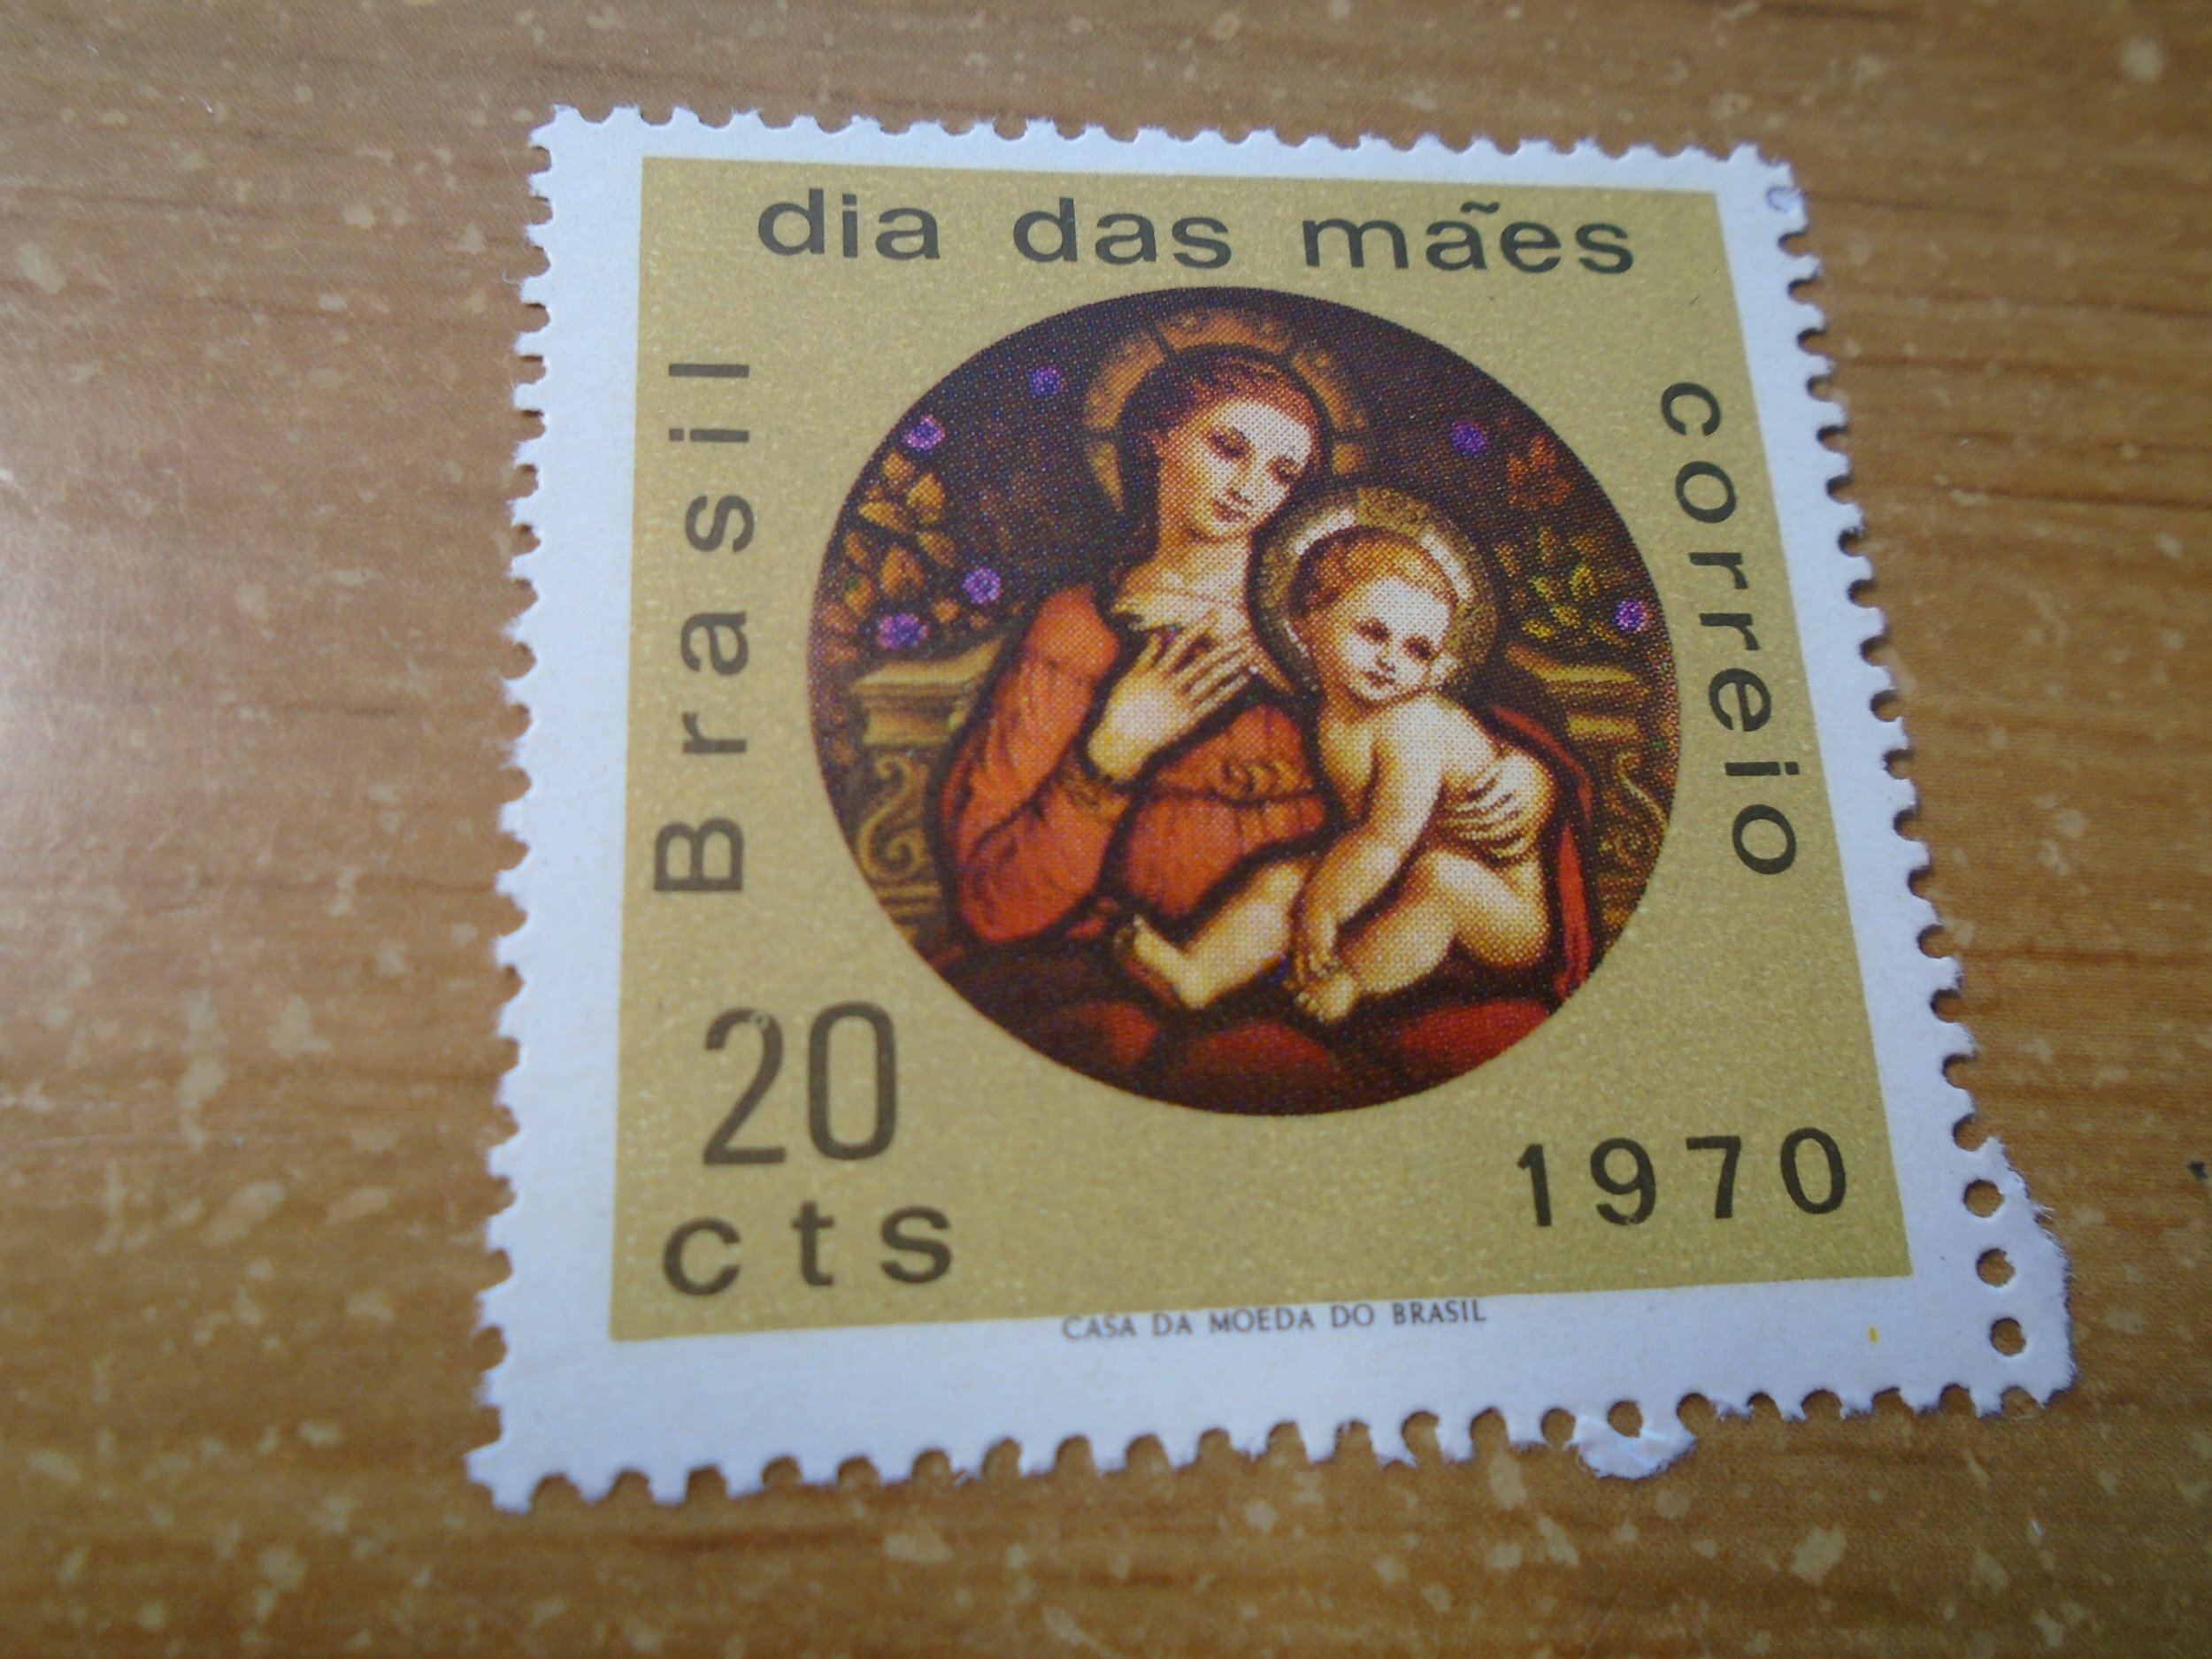 dia das mães
Brasil
correio
20
cts
1970
CASA DA MOEDA DO BRASIL